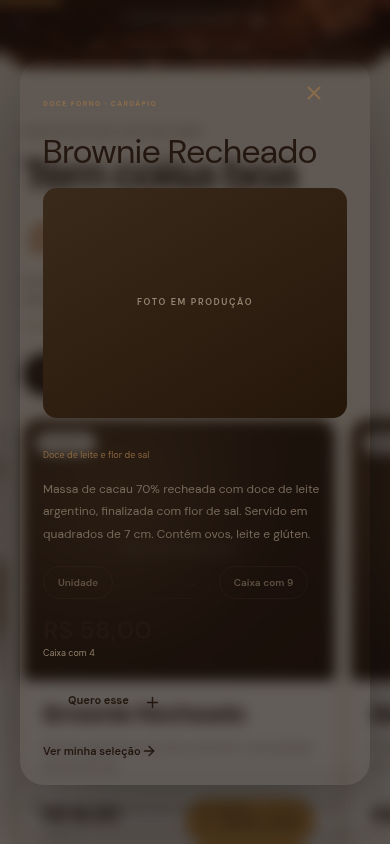 DOCE FORNO · CARDÁPIO
Brownie Recheado
FOTO EM PRODUÇÃO
Doce de leite e flor de sal
Massa de cacau 70% recheada com doce de leite
argentino, finalizada com flor de sal. Servido em
quadrados de 7 cm. Contém ovos, leite e glúten.
Unidade
Caixa com 9
R$ 58,00
Caixa com 4
Quero esse +
Ver minha seleção →